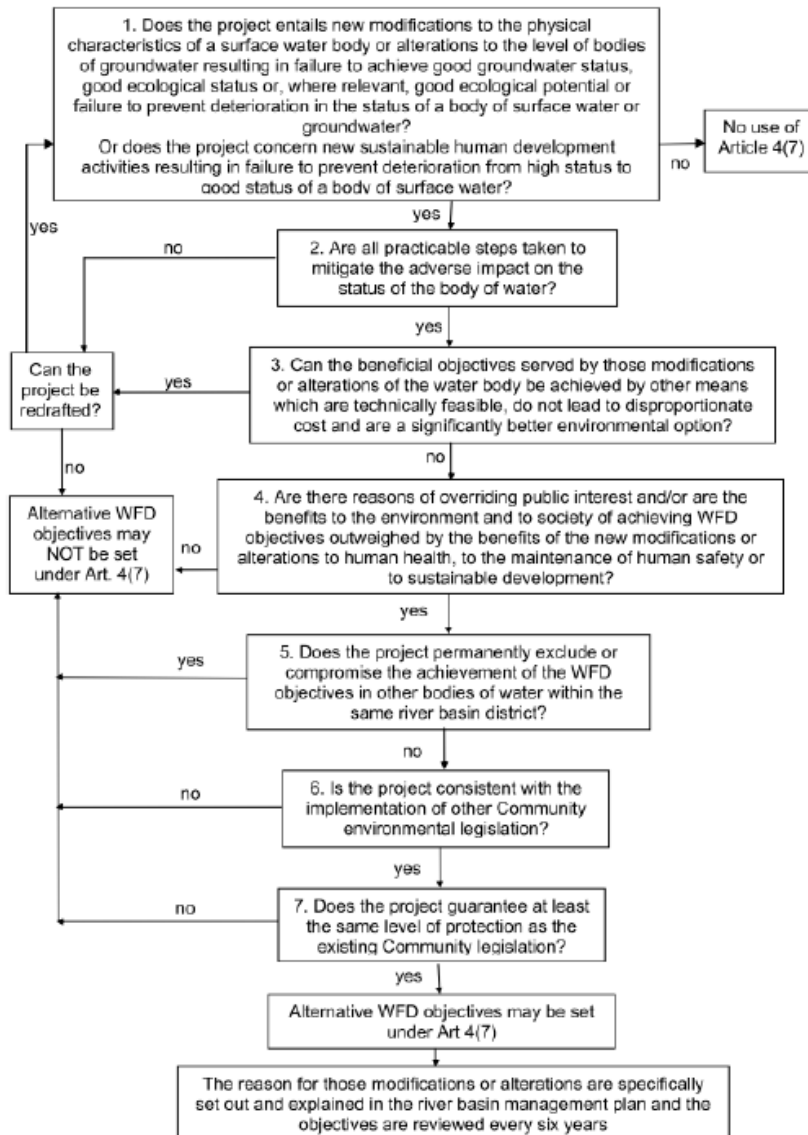 1. Does the project entails new modifications to the physical
characteristics of a surface water body or alterations to the level of bodies
of groundwater resulting in failure to achieve good groundwater status,
good ecological status or, where relevant, good ecological potential or
failure to prevent deterioration in the status of a body of surface water or
groundwater?
Or does the project concern new sustainable human development
activities resulting in failure to prevent deterioration from high status to
good status of a body of surface water?
no
No use of
Article 4(7)
yes
yes
no
2. Are all practicable steps taken to
mitigate the adverse impact on the
status of the body of water?
yes
Can the
project be
redrafted?
yes
3. Can the beneficial objectives served by those modifications
or alterations of the water body be achieved by other means
which are technically feasible, do not lead to disproportionate
cost and are a significantly better environmental option?
no
no
Alternative WFD
objectives may
NOT be set
under Art. 4(7)
no
4. Are there reasons of overriding public interest and/or are the
benefits to the environment and to society of achieving WFD
objectives outweighed by the benefits of the new modifications or
alterations to human health, to the maintenance of human safety or
to sustainable development?
yes
yes
5. Does the project permanently exclude or
compromise the achievement of the WFD
objectives in other bodies of water within the
same river basin district?
no
no
6. Is the project consistent with the
implementation of other Community
environmental legislation?
yes
no
7. Does the project guarantee at least
the same level of protection as the
existing Community legislation?
yes
Alternative WFD objectives may be set
under Art 4(7)
The reason for those modifications or alterations are specifically
set out and explained in the river basin management plan and the
objectives are reviewed every six years